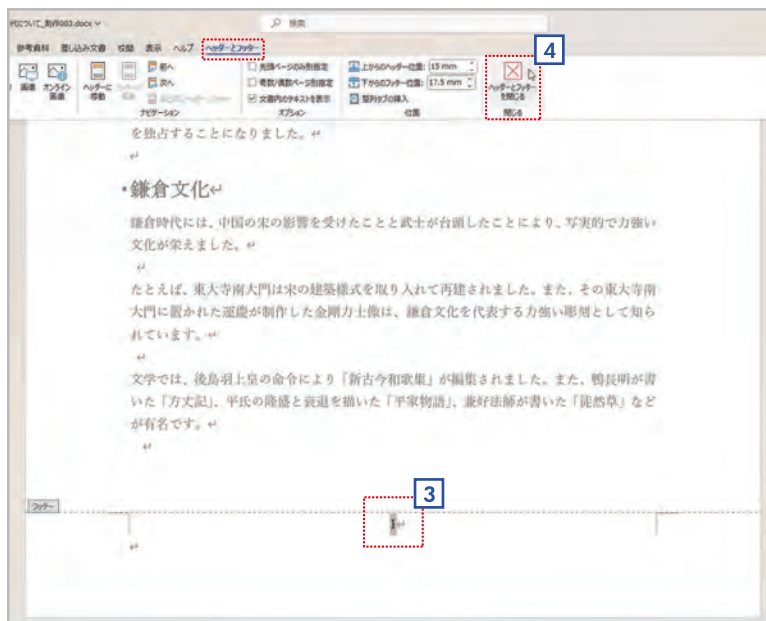 代について_制作003.docx
検索
参考資料 差し込み文書 校閲 表示 ヘルプ ヘッダーとフッター
4
画像 オンライン画像 ヘッダーに移動
前へ
次へ
ナビゲーション
先頭ページのみ別指定
奇数/偶数ページ別指定
文書内のテキストを表示
オプション
上からのヘッダー位置: 15 mm
下からのフッター位置: 17.5 mm
整列タブの挿入
位置
ヘッダーとフッターを閉じる
閉じる
を独占することになりました。↵
↵
・鎌倉文化↵
鎌倉時代には、中国の宋の影響を受けたことと武士が台頭したことにより、写実的で力強い
文化が栄えました。↵
↵
たとえば、東大寺南大門は宋の建築様式を取り入れて再建されました。また、その東大寺南
大門に置かれた運慶が制作した金剛力士像は、鎌倉文化を代表する力強い彫刻として知ら
れています。↵
↵
文学では、後鳥羽上皇の命令により「新古今和歌集」が編集されました。また、鴨長明が書
いた「方丈記」、平氏の隆盛と衰退を描いた「平家物語」、兼好法師が書いた「徒然草」など
が有名です。↵
↵
3
フッター
1↵
↵